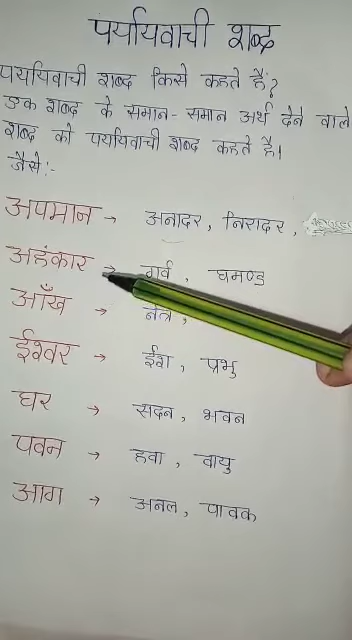 पर्यायवाची शब्द
पर्यायवाची शब्द किसे कहते हैं?
एक शब्द के समान-समान अर्थ देने वाले
शब्द को पर्यायवाची शब्द कहते है।
जैसे:-
अपमान → अनादर, निरादर,
अहंकार → गर्व, घमण्ड
आँख → नेत्र,
ईश्वर → ईश, प्रभु
घर → सदन, भवन
पवन → हवा, वायु
आग → अनल, पावक